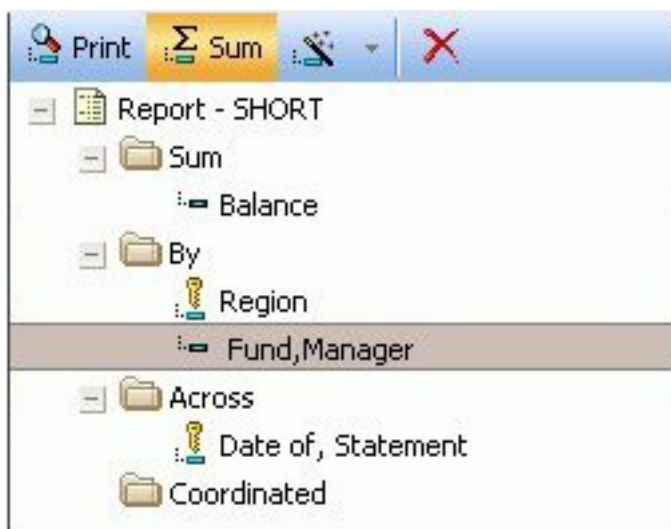 Print Σ Sum
Report - SHORT
Sum
Balance
By
Region
Fund,Manager
Across
Date of, Statement
Coordinated